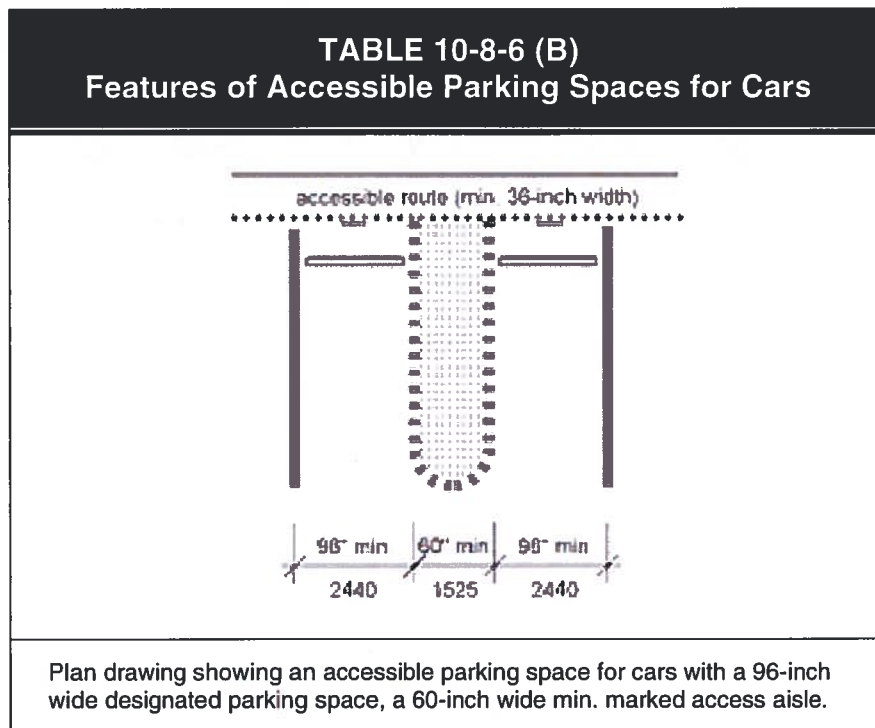 TABLE 10-8-6 (B)
Features of Accessible Parking Spaces for Cars
accessible route (min. 36-inch width)
96" min 60" min 96" min
2440 1525 2440
Plan drawing showing an accessible parking space for cars with a 96-inch
wide designated parking space, a 60-inch wide min. marked access aisle.